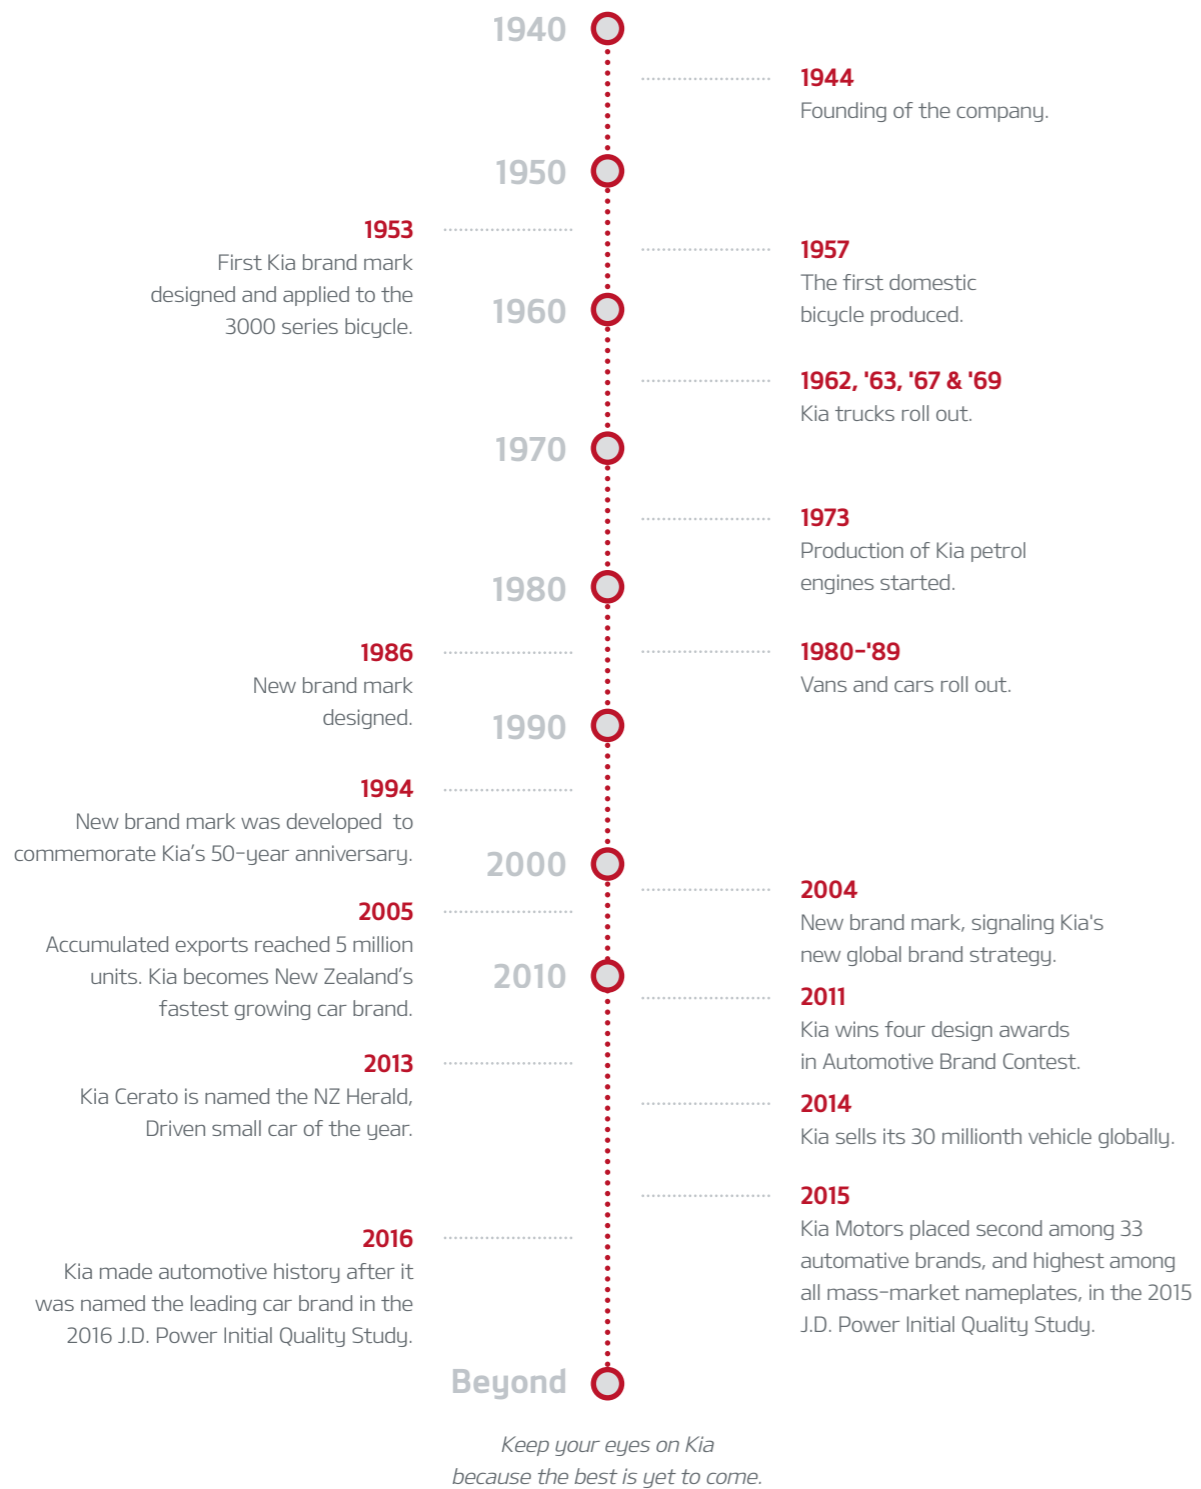 1940
1944
Founding of the company.
1950
1953
First Kia brand mark
designed and applied to the
3000 series bicycle.
1957
The first domestic
bicycle produced.
1960
1962, '63, '67 & '69
Kia trucks roll out.
1970
1973
Production of Kia petrol
engines started.
1980
1986
New brand mark
designed.
1980-'89
Vans and cars roll out.
1990
1994
New brand mark was developed to
commemorate Kia's 50-year anniversary.
2000
2004
New brand mark, signaling Kia's
new global brand strategy.
2005
Accumulated exports reached 5 million
units. Kia becomes New Zealand's
fastest growing car brand.
2010
2011
Kia wins four design awards
in Automotive Brand Contest.
2013
Kia Cerato is named the NZ Herald,
Driven small car of the year.
2014
Kia sells its 30 millionth vehicle globally.
2015
Kia Motors placed second among 33
automative brands, and highest among
all mass-market nameplates, in the 2015
J.D. Power Initial Quality Study.
2016
Kia made automotive history after it
was named the leading car brand in the
2016 J.D. Power Initial Quality Study.
Beyond
Keep your eyes on Kia
because the best is yet to come.